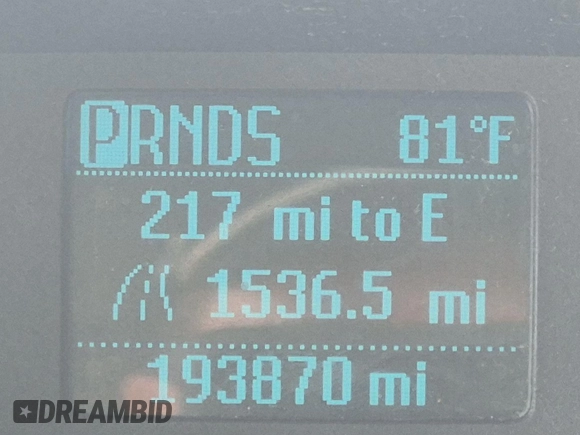 PRNDS 81°F
217 mi to E
1536.5 mi
193870 mi
DREAMBID